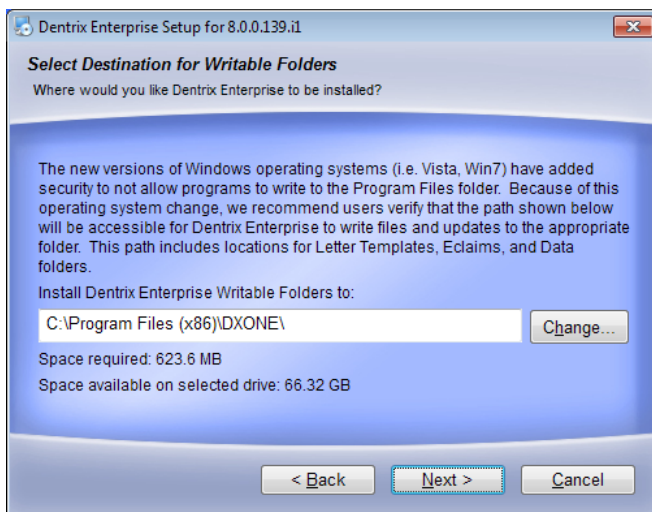 Dentrix Enterprise Setup for 8.0.0.139.i1
Select Destination for Writable Folders
Where would you like Dentrix Enterprise to be installed?
The new versions of Windows operating systems (i.e. Vista, Win7) have added
security to not allow programs to write to the Program Files folder.  Because of this
operating system change, we recommend users verify that the path shown below
will be accessible for Dentrix Enterprise to write files and updates to the appropriate
folder.  This path includes locations for Letter Templates, Eclaims, and Data
folders.
Install Dentrix Enterprise Writable Folders to:
C:\Program Files (x86)\DXONE\
Change...
Space required: 623.6 MB
Space available on selected drive: 66.32 GB
< Back
Next >
Cancel